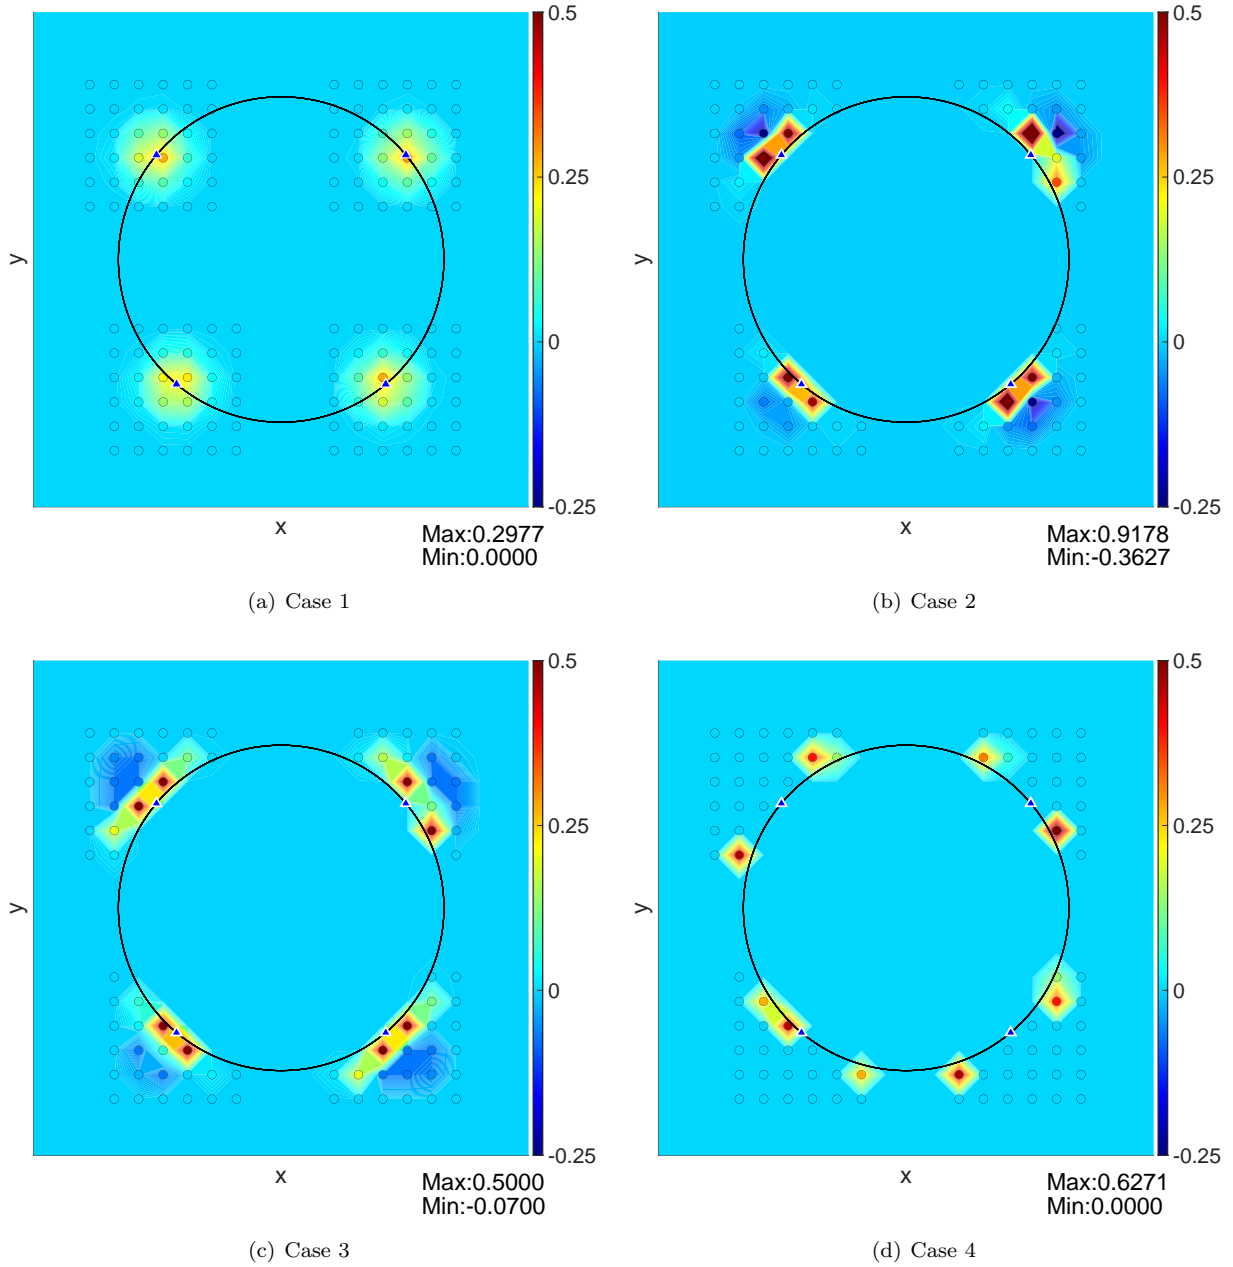 0.5
0.25
y
0
-0.25
x
Max:0.2977
Min:0.0000
(a) Case 1
0.5
0.25
y
0
-0.25
x
Max:0.9178
Min:-0.3627
(b) Case 2
0.5
0.25
y
0
-0.25
x
Max:0.5000
Min:-0.0700
(c) Case 3
0.5
0.25
y
0
-0.25
x
Max:0.6271
Min:0.0000
(d) Case 4